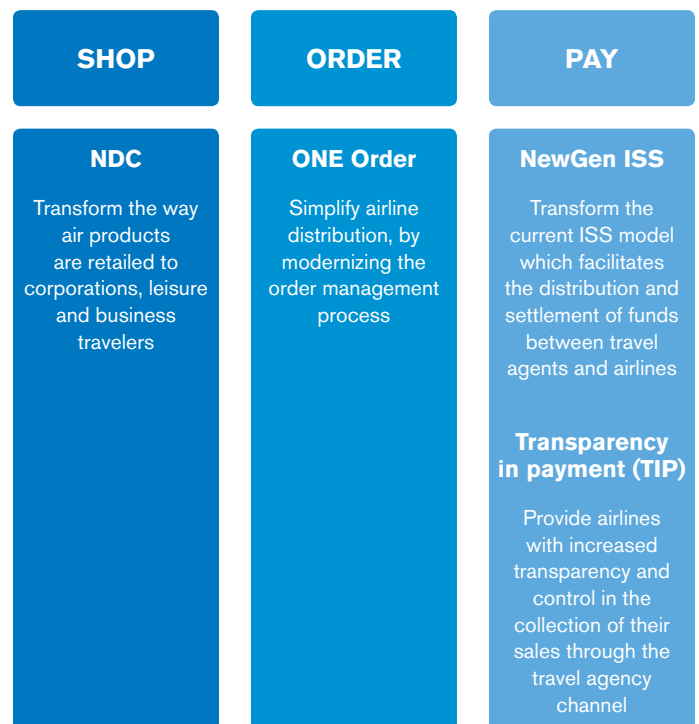 SHOP
NDC
Transform the way
air products
are retailed to
corporations, leisure
and business
travelers
ORDER
ONE Order
Simplify airline
distribution, by
modernizing the
order management
process
PAY
NewGen ISS
Transform the
current ISS model
which facilitates
the distribution and
settlement of funds
between travel
agents and airlines
Transparency
in payment (TIP)
Provide airlines
with increased
transparency and
control in the
collection of their
sales through the
travel agency
channel